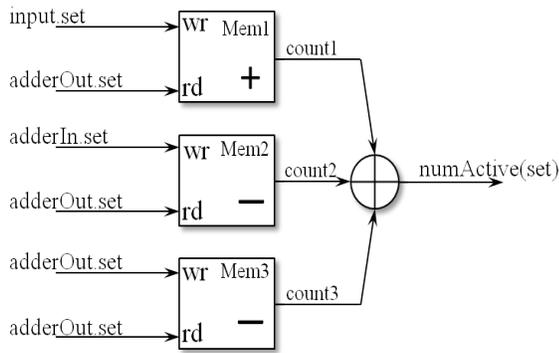 input.set
wr Mem1
count1
adderOut.set
rd +
adderIn.set
wr Mem2
count2
numActive(set)
adderOut.set
rd −
adderOut.set
wr Mem3
count3
adderOut.set
rd −